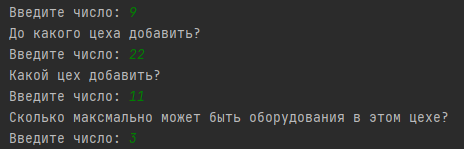 Введите число: 9
До какого цеха добавить?
Введите число: 22
Какой цех добавить?
Введите число: 11
Сколько максмально может быть оборудования в этом цехе?
Введите число: 3